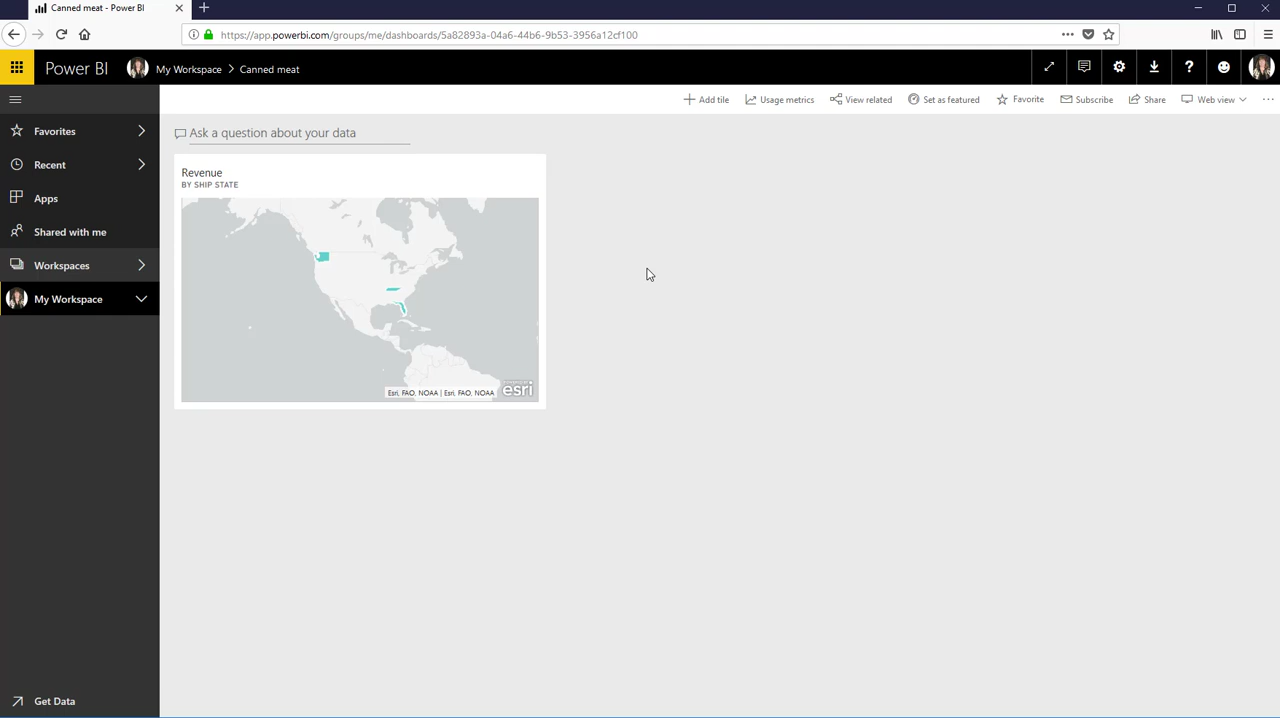 Canned meat - Power BI
https://app.powerbi.com/groups/me/dashboards/5a82893a-04a6-44b6-9b53-3956a12cf100
Power BI My Workspace > Canned meat
Add tile Usage metrics View related Set as featured Favorite Subscribe Share Web view
Favorites
Recent
Apps
Shared with me
Workspaces
My Workspace
Get Data
Ask a question about your data
Revenue
BY SHIP STATE
Esri, FAO, NOAA | Esri, FAO, NOAA
esri